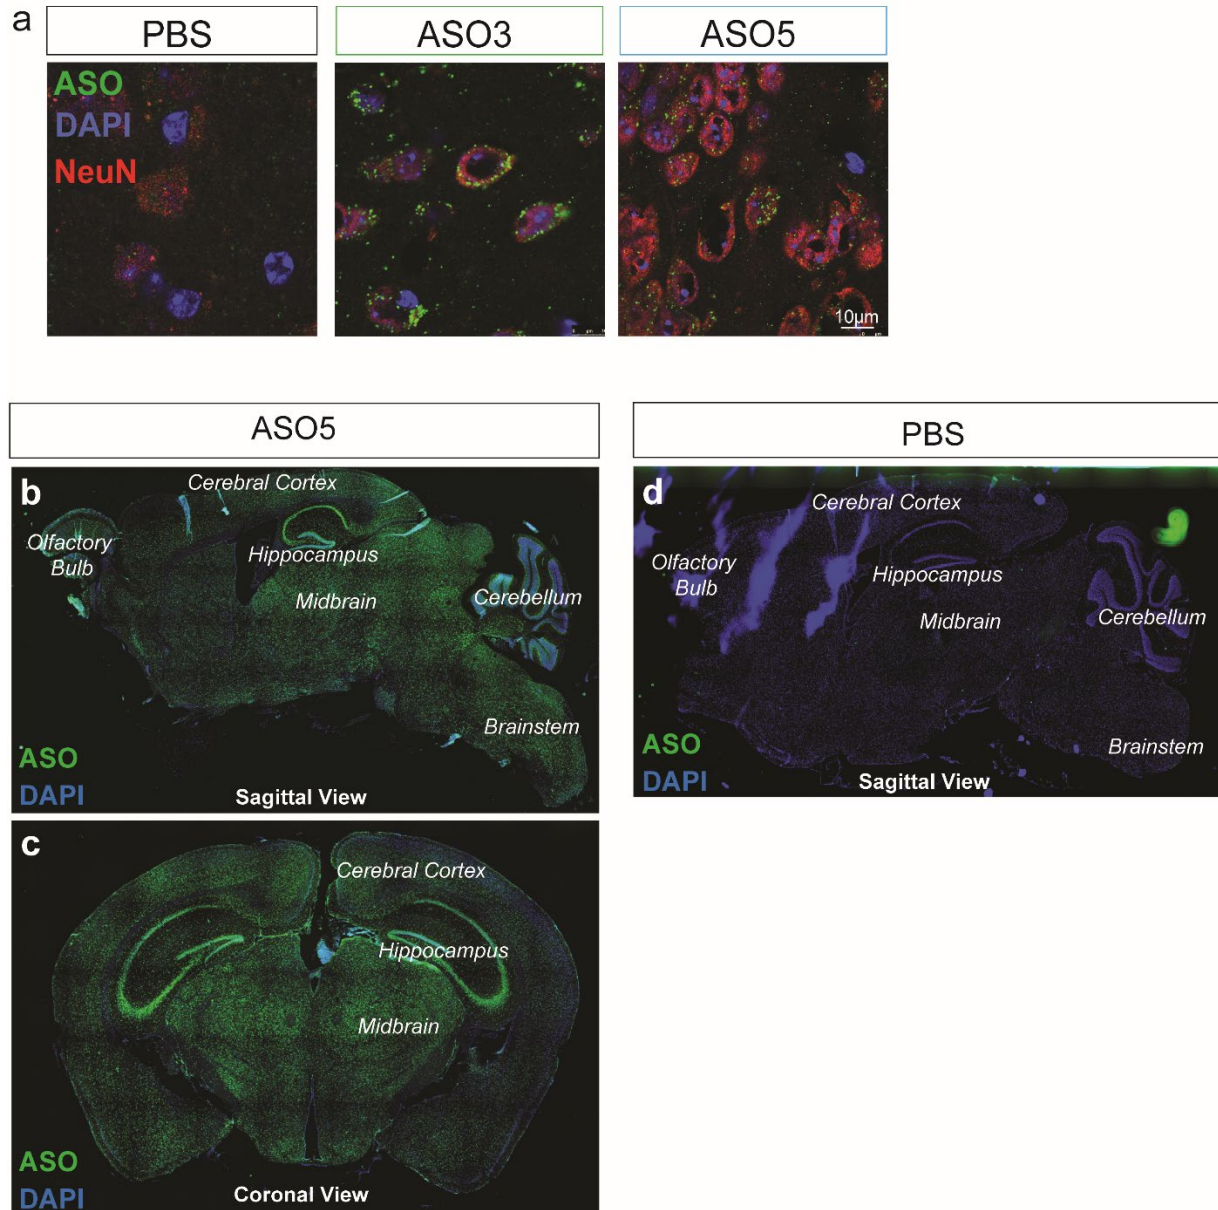 a
PBS
ASO3
ASO5
ASO
DAPI
NeuN
10µm
ASO5
b
Cerebral Cortex
Olfactory
Bulb
Hippocampus
Midbrain
Cerebellum
Brainstem
ASO
DAPI
Sagittal View
PBS
d
Cerebral Cortex
Olfactory
Bulb
Hippocampus
Midbrain
Cerebellum
Brainstem
ASO
DAPI
Sagittal View
c
Cerebral Cortex
Hippocampus
Midbrain
ASO
DAPI
Coronal View